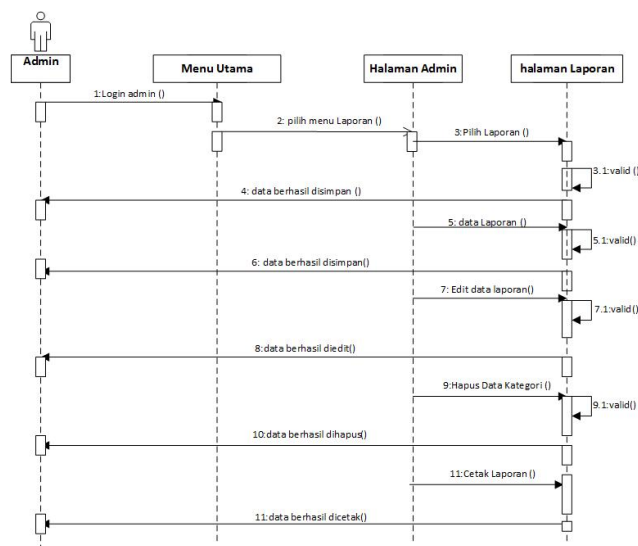 Admin
Menu Utama
Halaman Admin
halaman Laporan
1:Login admin ()
2: pilih menu Laporan ()
3:Pilih Laporan ()
3.1:valid ()
4: data berhasil disimpan ()
5: data Laporan ()
5.1:valid()
6: data berhasil disimpan()
7: Edit data laporan()
7.1:valid()
8:data berhasil diedit()
9:Hapus Data Kategori ()
9.1:valid()
10:data berhasil dihapus()
11:Cetak Laporan ()
11:data berhasil dicetak()